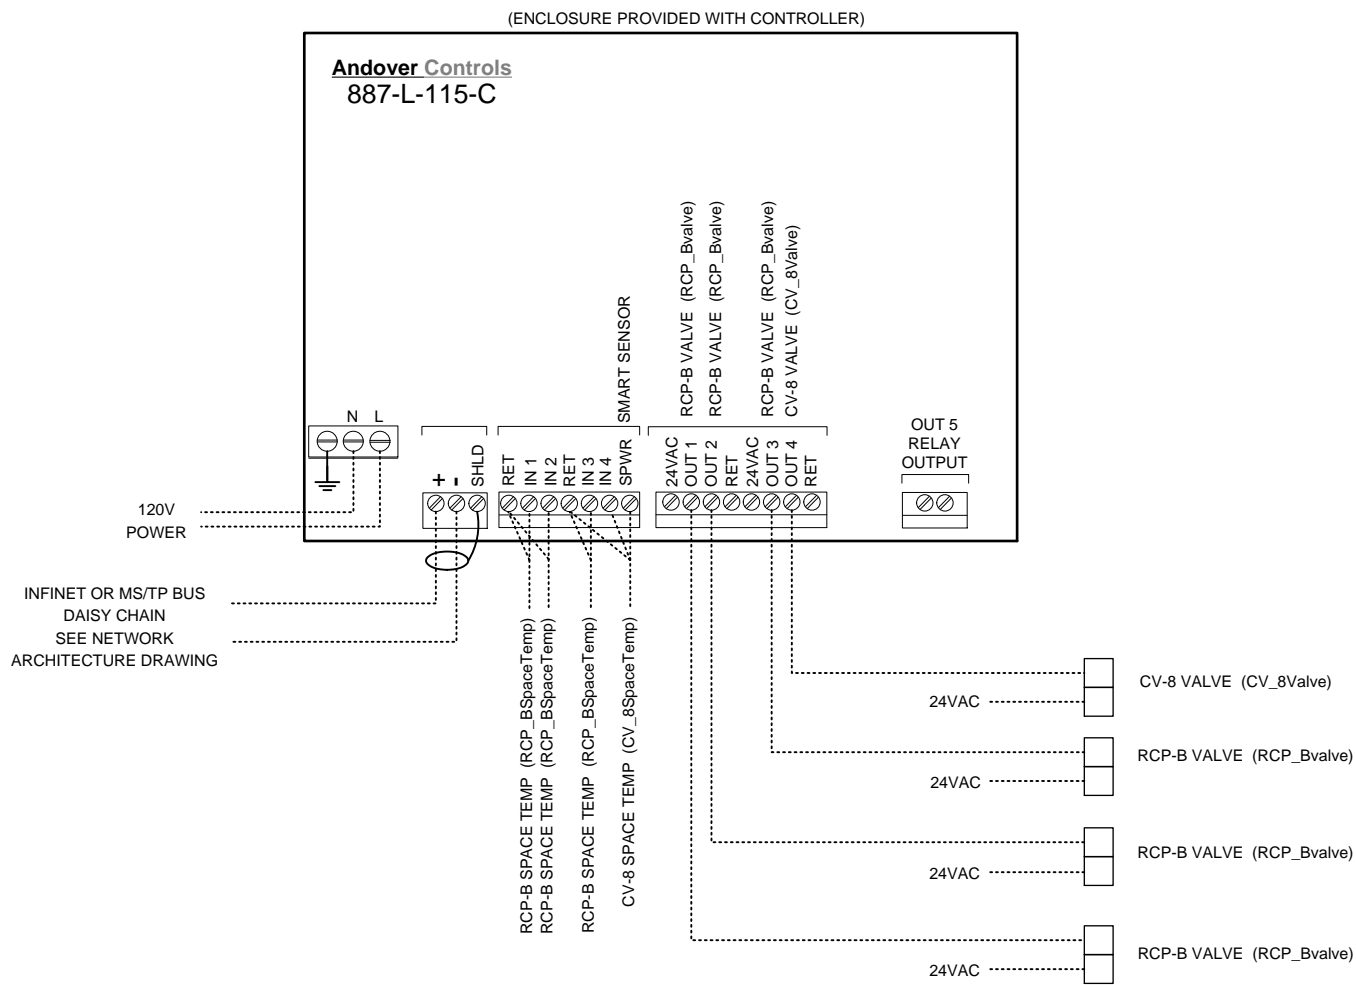 (ENCLOSURE PROVIDED WITH CONTROLLER)
Andover Controls
887-L-115-C
RCP-B VALVE (RCP_Bvalve)
RCP-B VALVE (RCP_Bvalve)
RCP-B VALVE (RCP_Bvalve)
CV-8 VALVE (CV_8Valve)
SMART SENSOR
N L
+
-
SHLD
RET
IN 1
IN 2
RET
IN 3
IN 4
SPWR
24VAC
OUT 1
OUT 2
RET
24VAC
OUT 3
OUT 4
RET
OUT 5
RELAY
OUTPUT
120V
POWER
INFINET OR MS/TP BUS
DAISY CHAIN
SEE NETWORK
ARCHITECTURE DRAWING
RCP-B SPACE TEMP (RCP_BSpaceTemp)
RCP-B SPACE TEMP (RCP_BSpaceTemp)
RCP-B SPACE TEMP (RCP_BSpaceTemp)
CV-8 SPACE TEMP (CV_8SpaceTemp)
CV-8 VALVE (CV_8Valve)
24VAC
RCP-B VALVE (RCP_Bvalve)
24VAC
RCP-B VALVE (RCP_Bvalve)
24VAC
RCP-B VALVE (RCP_Bvalve)
24VAC